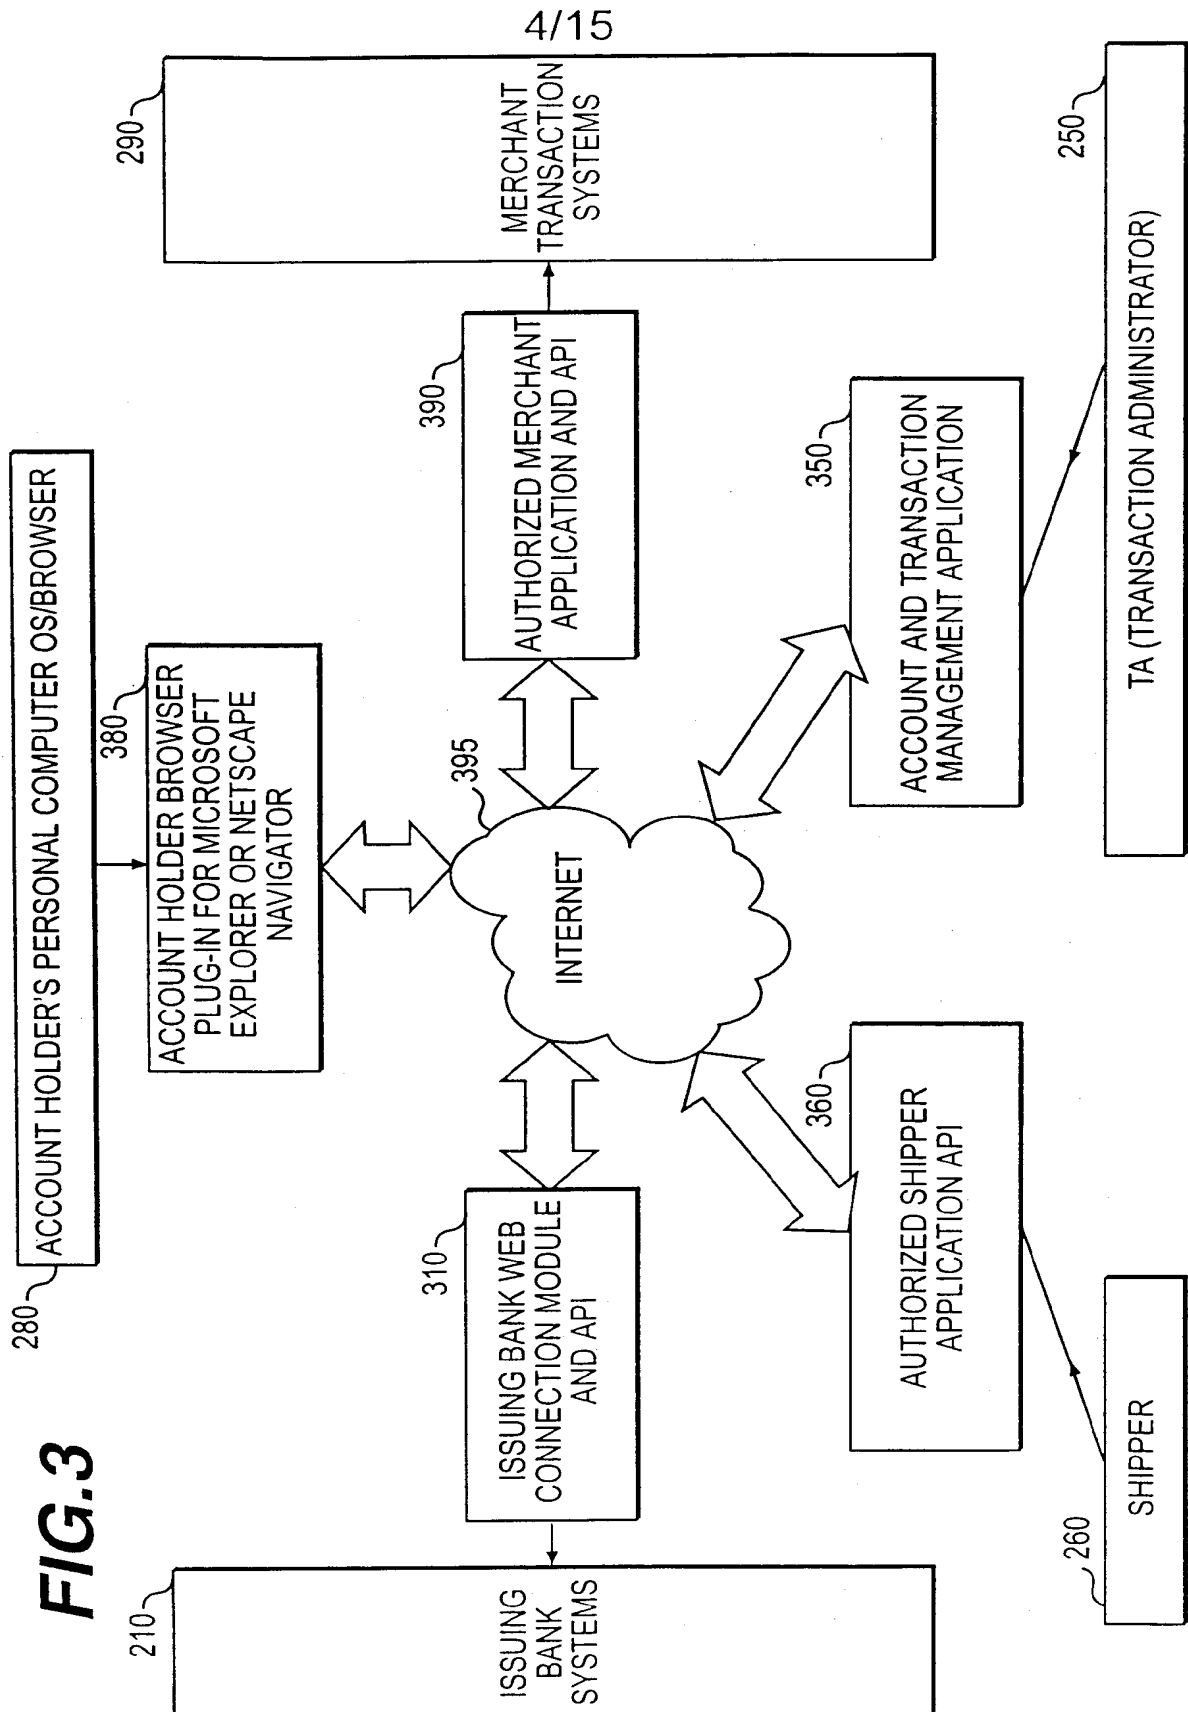 4/15
FIG.3
280
ACCOUNT HOLDER'S PERSONAL COMPUTER OS/BROWSER
380
ACCOUNT HOLDER BROWSER
PLUG-IN FOR MICROSOFT
EXPLORER OR NETSCAPE
NAVIGATOR
210
ISSUING
BANK
SYSTEMS
310
ISSUING BANK WEB
CONNECTION MODULE
AND API
395
INTERNET
390
AUTHORIZED MERCHANT
APPLICATION AND API
290
MERCHANT
TRANSACTION
SYSTEMS
360
AUTHORIZED SHIPPER
APPLICATION API
350
ACCOUNT AND TRANSACTION
MANAGEMENT APPLICATION
260
SHIPPER
250
TA (TRANSACTION ADMINISTRATOR)